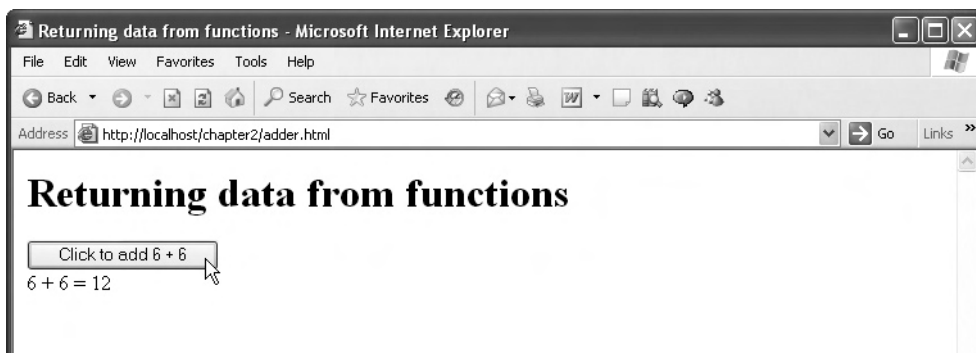 Returning data from functions - Microsoft Internet Explorer
File Edit View Favorites Tools Help
Back Search Favorites
Address http://localhost/chapter2/adder.html Go Links »
Returning data from functions
Click to add 6 + 6
6 + 6 = 12